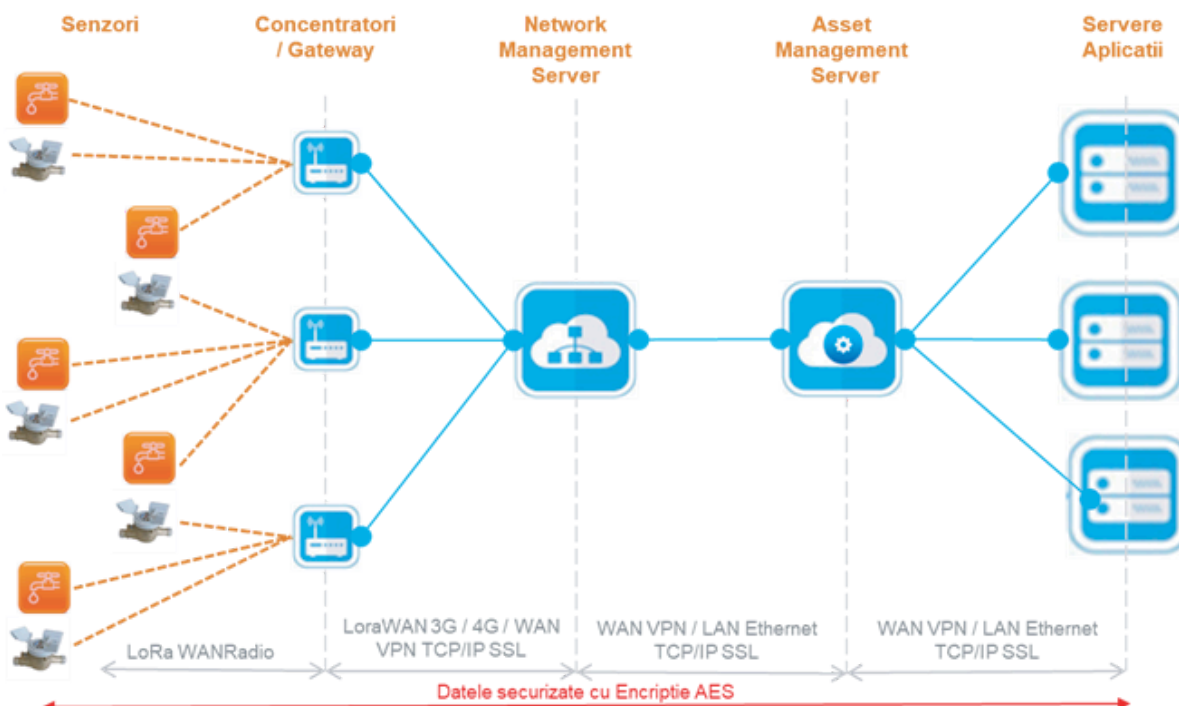 Senzori
Concentratori
/ Gateway
Network
Management
Server
Asset
Management
Server
Servere
Aplicatii
LoRa WANRadio
LoraWAN 3G / 4G / WAN
VPN TCP/IP SSL
WAN VPN / LAN Ethernet
TCP/IP SSL
WAN VPN / LAN Ethernet
TCP/IP SSL
Datele securizate cu Encriptie AES